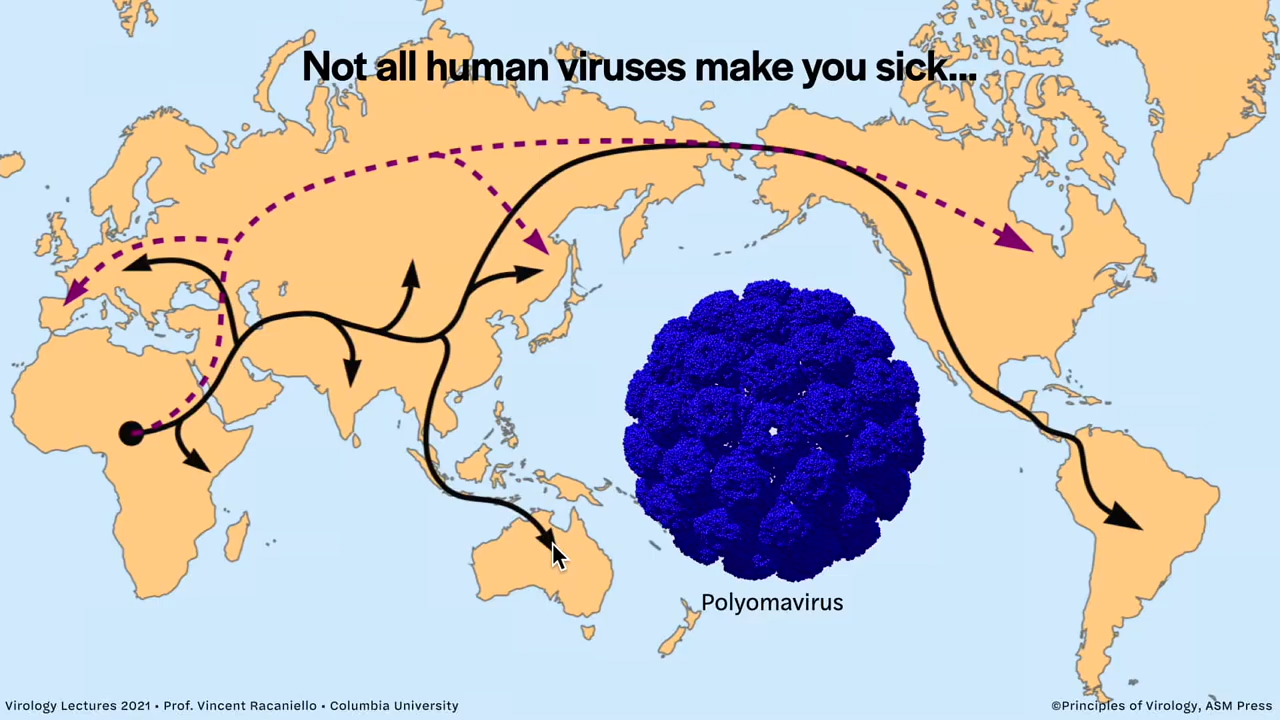 Not all human viruses make you sick...
Polyomavirus
Virology Lectures 2021 • Prof. Vincent Racaniello • Columbia University
©Principles of Virology, ASM Press